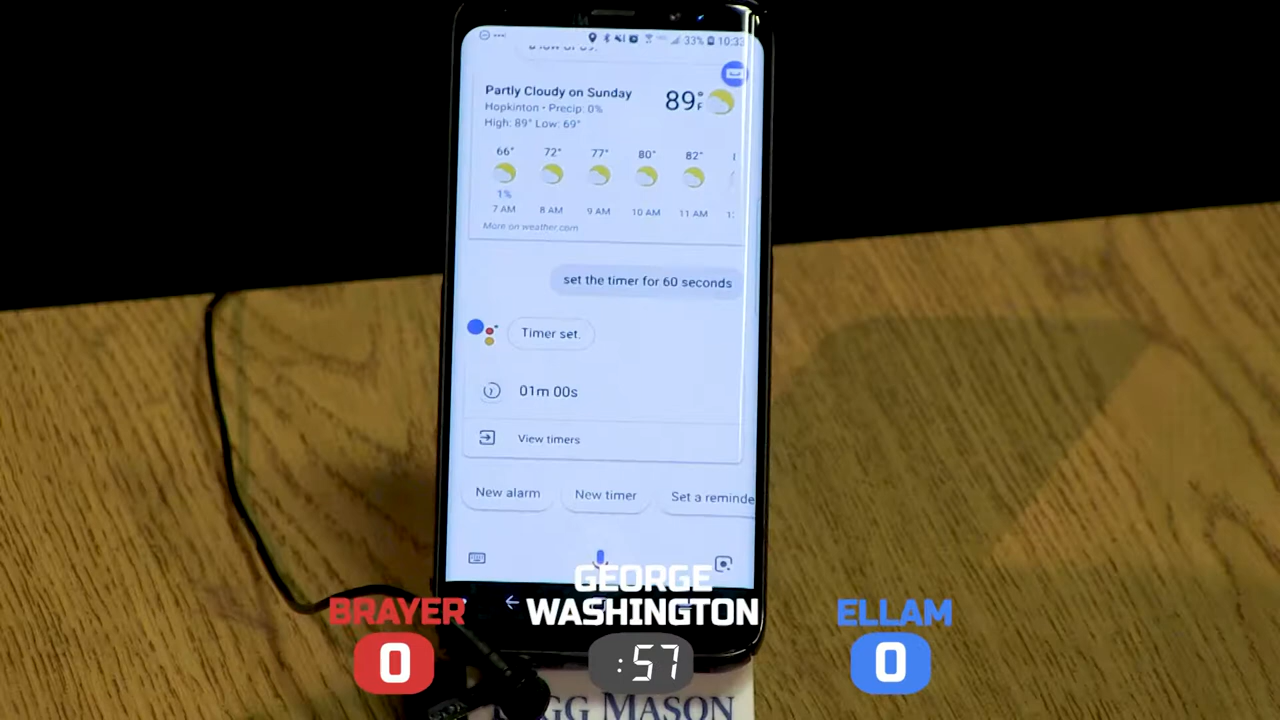 33% 10:33
Partly Cloudy on Sunday
89°F
Hopkinton • Precip: 0%
High: 89° Low: 69°
66° 72° 77° 80° 82°
1%
7 AM 8 AM 9 AM 10 AM 11 AM
More on weather.com
set the timer for 60 seconds
Timer set.
01m 00s
View timers
New alarm New timer Set a reminde
GEORGE
BRAYER WASHINGTON ELLAM
0 :57 0
GG MASON